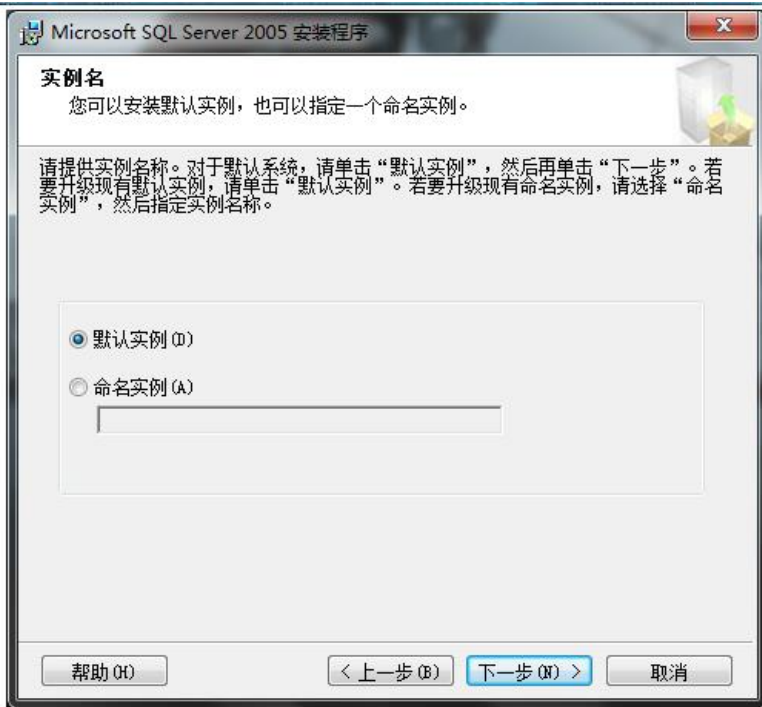 Microsoft SQL Server 2005 安装程序
实例名
您可以安装默认实例，也可以指定一个命名实例。
请提供实例名称。对于默认系统，请单击“默认实例”，然后再单击“下一步”。若
要升级现有默认实例，请单击“默认实例”。若要升级现有命名实例，请选择“命名
实例”，然后指定实例名称。
默认实例(D)
命名实例(A)
帮助(H)
< 上一步(B)
下一步(N) >
取消